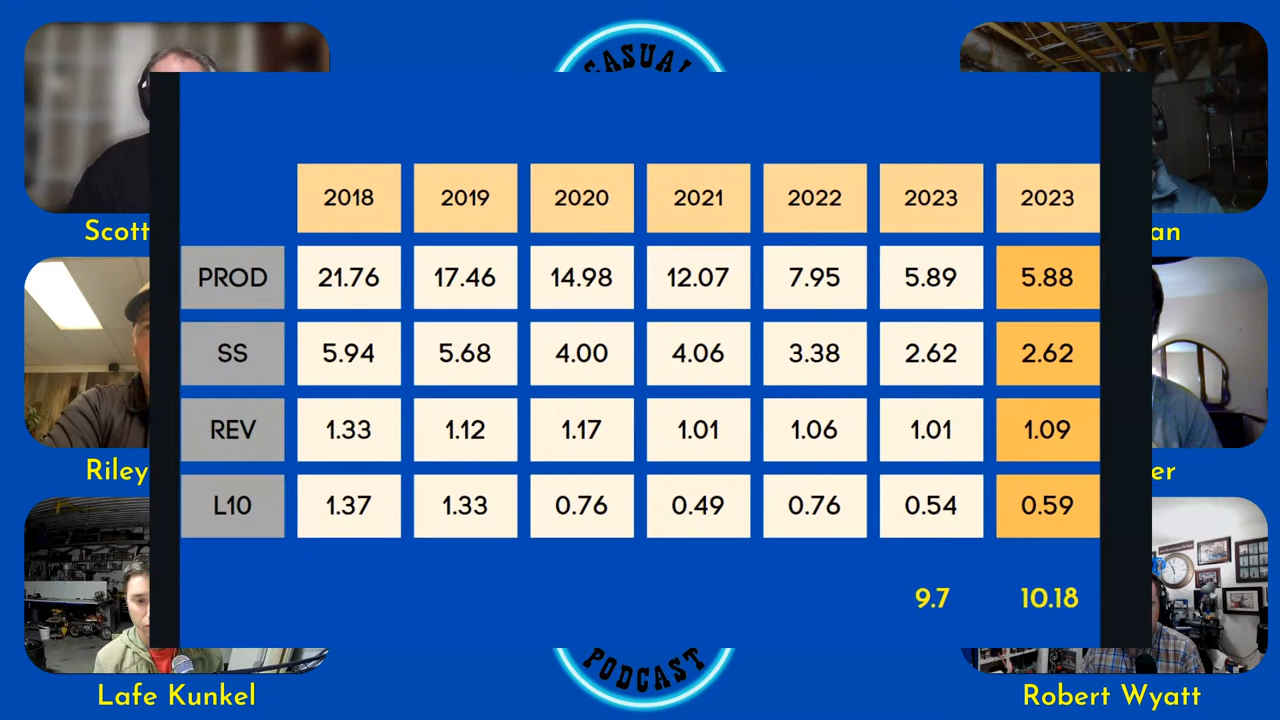 CASUAL
2018 2019 2020 2021 2022 2023 2023
PROD 21.76 17.46 14.98 12.07 7.95 5.89 5.88
SS 5.94 5.68 4.00 4.06 3.38 2.62 2.62
REV 1.33 1.12 1.17 1.01 1.06 1.01 1.09
L10 1.37 1.33 0.76 0.49 0.76 0.54 0.59
9.7 10.18
Scott
an
Riley
er
PODCAST
Lafe Kunkel
Robert Wyatt